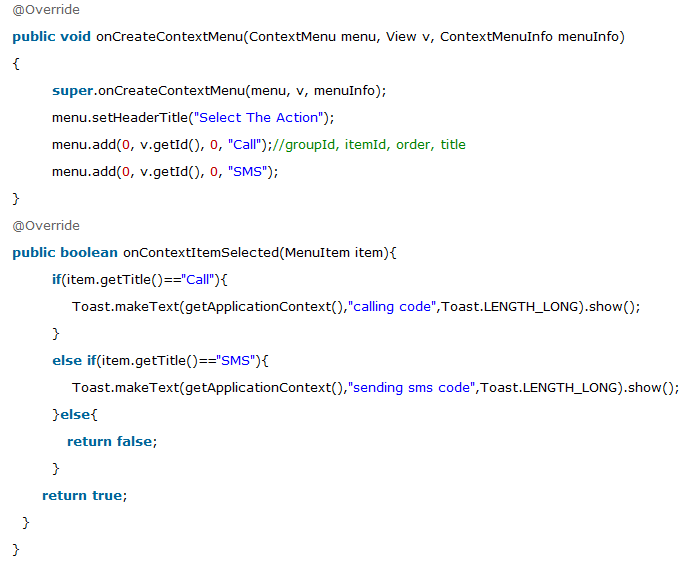 @Override
public void onCreateContextMenu(ContextMenu menu, View v, ContextMenuInfo menuInfo)
{
super.onCreateContextMenu(menu, v, menuInfo);
menu.setHeaderTitle("Select The Action");
menu.add(0, v.getId(), 0, "Call");//groupId, itemId, order, title
menu.add(0, v.getId(), 0, "SMS");
}
@Override
public boolean onContextItemSelected(MenuItem item){
if(item.getTitle()=="Call"){
Toast.makeText(getApplicationContext(),"calling code",Toast.LENGTH_LONG).show();
}
else if(item.getTitle()=="SMS"){
Toast.makeText(getApplicationContext(),"sending sms code",Toast.LENGTH_LONG).show();
}else{
return false;
}
return true;
}
}